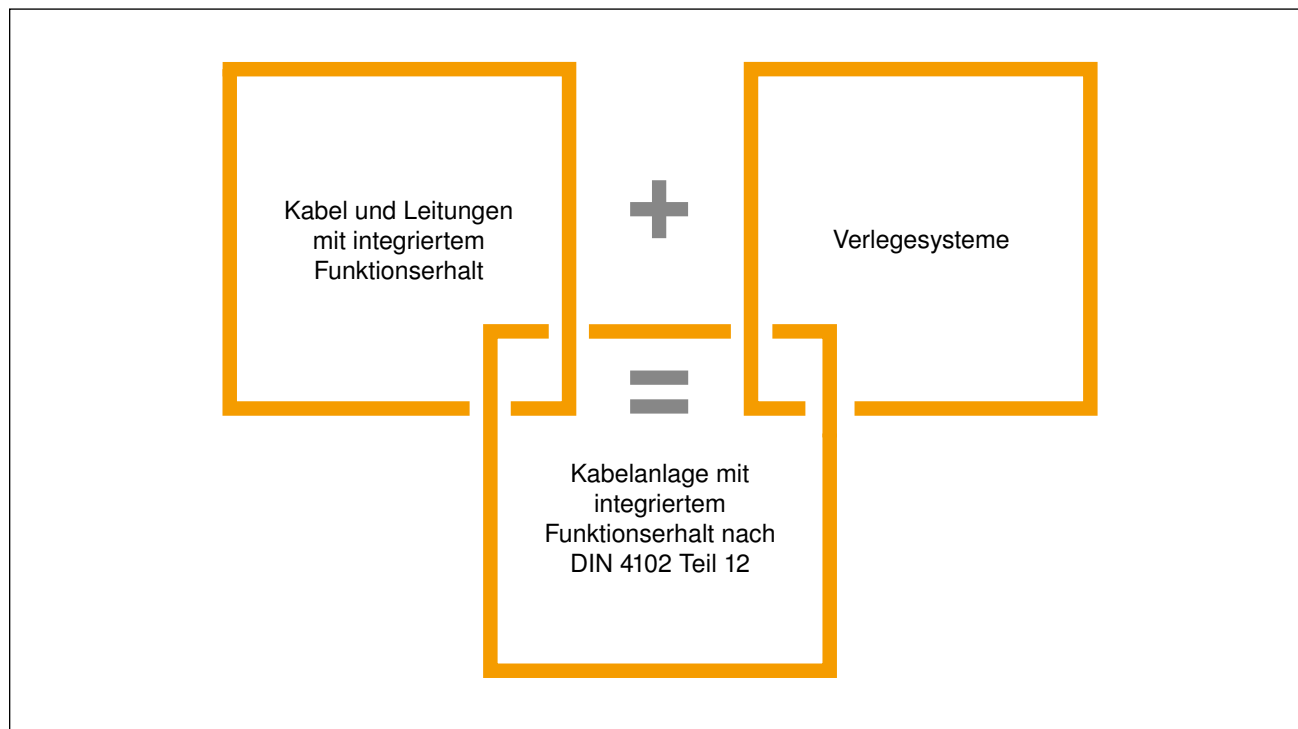 Kabel und Leitungen
mit integriertem
Funktionserhalt
+
Verlegesysteme
=
Kabelanlage mit
integriertem
Funktionserhalt nach
DIN 4102 Teil 12